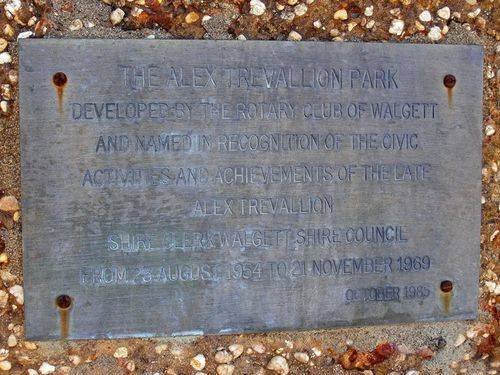 THE ALEX TREVALLION PARK
DEVELOPED BY THE ROTARY CLUB OF WALGETT
AND NAMED IN RECOGNITION OF THE CIVIC
ACTIVITIES AND ACHIEVEMENTS OF THE LATE
ALEX TREVALLION
SHIRE CLERK WALGETT SHIRE COUNCIL
FROM 23 AUGUST 1954 TO 21 NOVEMBER 1969
OCTOBER 1985